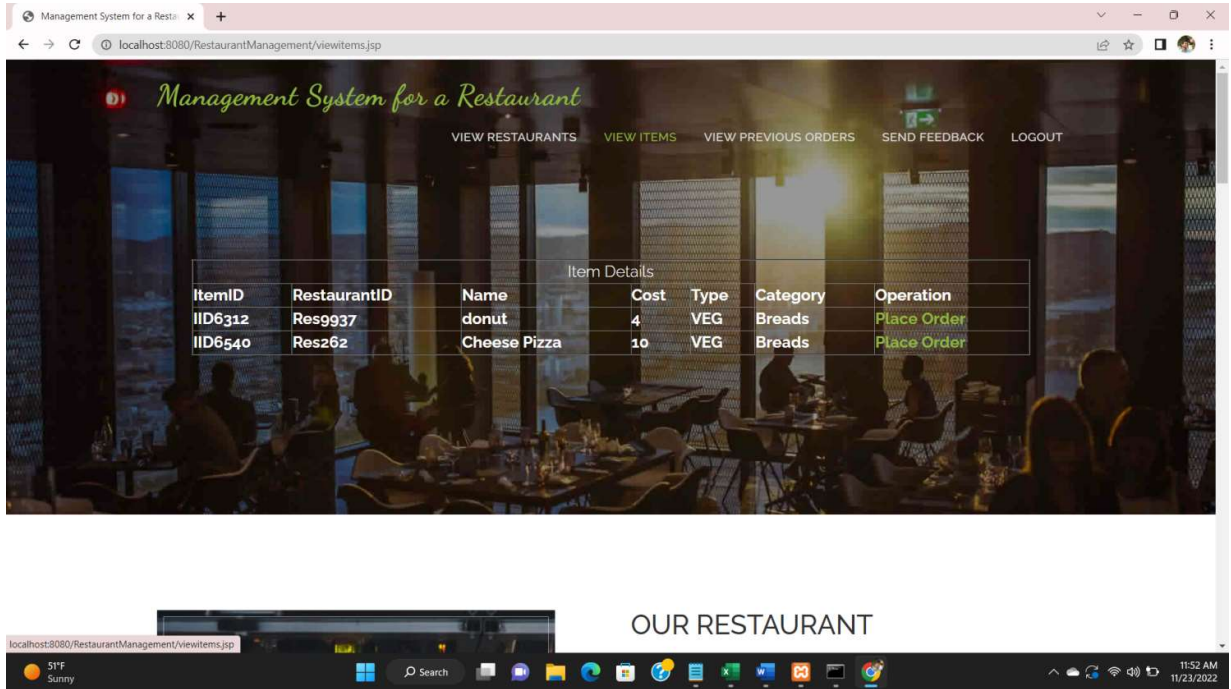 Management System for a Resta
localhost:8080/RestaurantManagement/viewitems.jsp
Management System for a Restaurant
VIEW RESTAURANTS VIEW ITEMS VIEW PREVIOUS ORDERS SEND FEEDBACK LOGOUT
Item Details
ItemID RestaurantID Name Cost Type Category Operation
IID6312 Res9937 donut 4 VEG Breads Place Order
IID6540 Res262 Cheese Pizza 10 VEG Breads Place Order
OUR RESTAURANT
localhost:8080/RestaurantManagement/viewitems.jsp
51°F
Sunny
Search
11:52 AM
11/23/2022